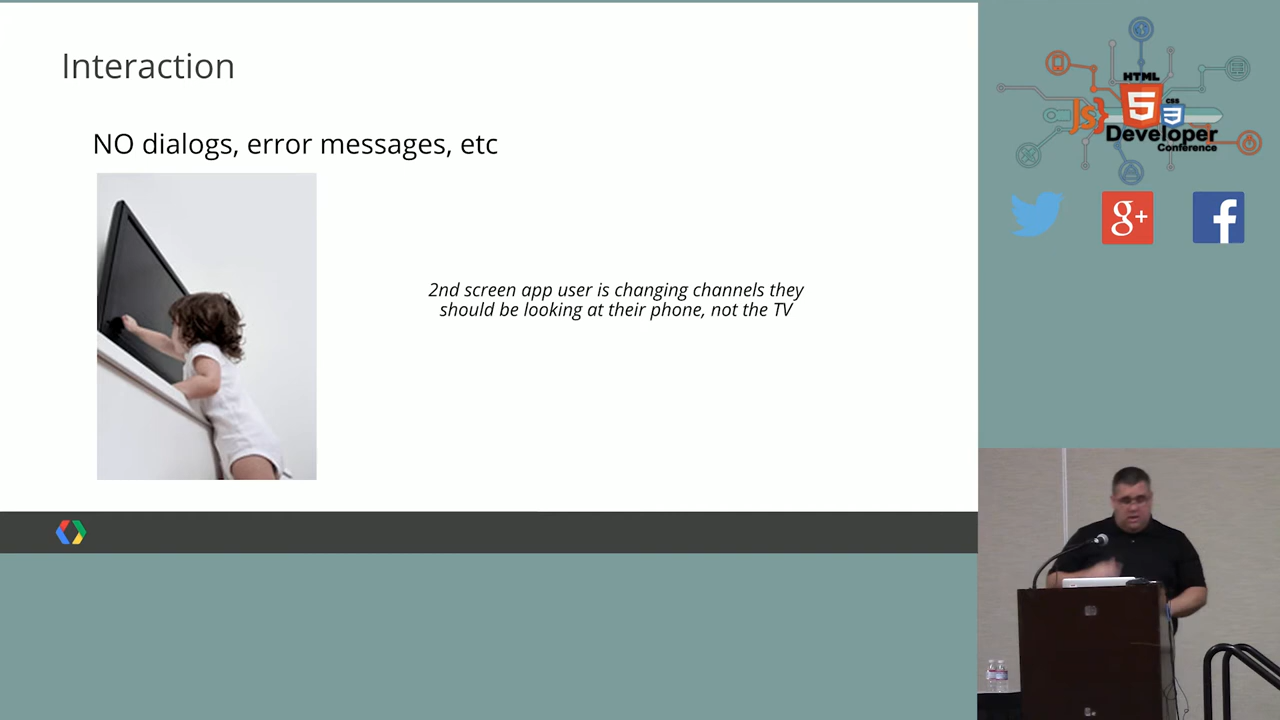 Interaction
NO dialogs, error messages, etc
2nd screen app user is changing channels they
should be looking at their phone, not the TV
HTML
5
CSS
3
JS}
Developer
Conference
g+
f